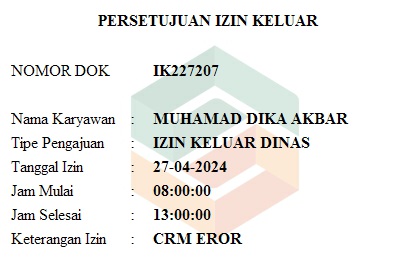 PERSETUJUAN IZIN KELUAR
NOMOR DOK IK227207
Nama Karyawan : MUHAMAD DIKA AKBAR
Tipe Pengajuan : IZIN KELUAR DINAS
Tanggal Izin : 27-04-2024
Jam Mulai : 08:00:00
Jam Selesai : 13:00:00
Keterangan Izin : CRM EROR